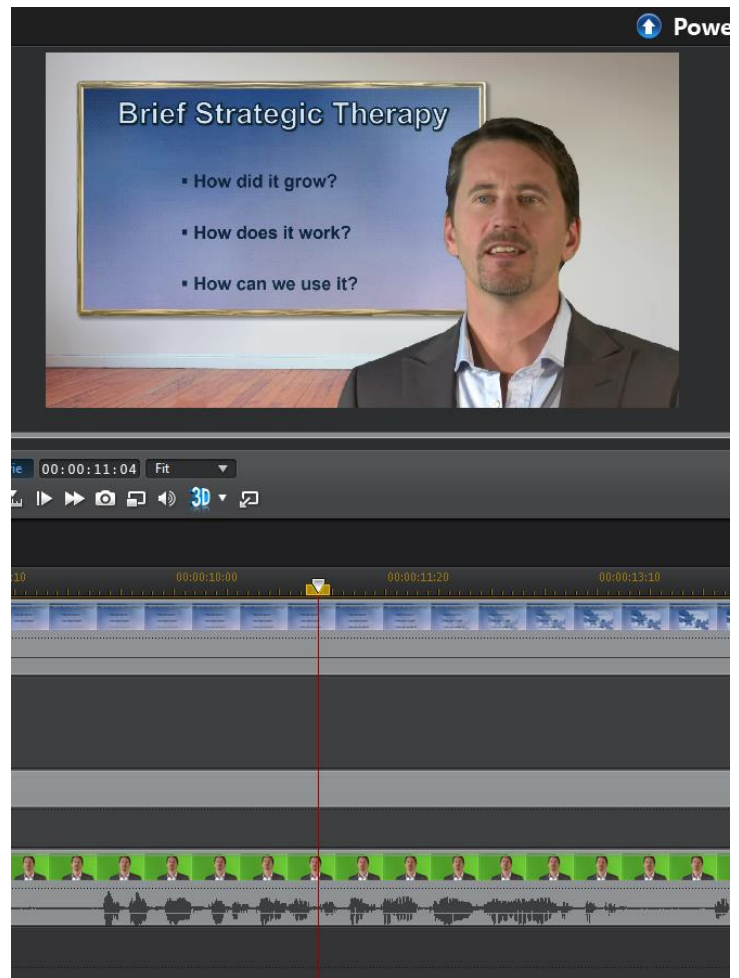 Powe
Brief Strategic Therapy
▪ How did it grow?
▪ How does it work?
▪ How can we use it?
00:00:11:04 Fit
3D
:10 00:00:10:00 00:00:11:20 00:00:13:10